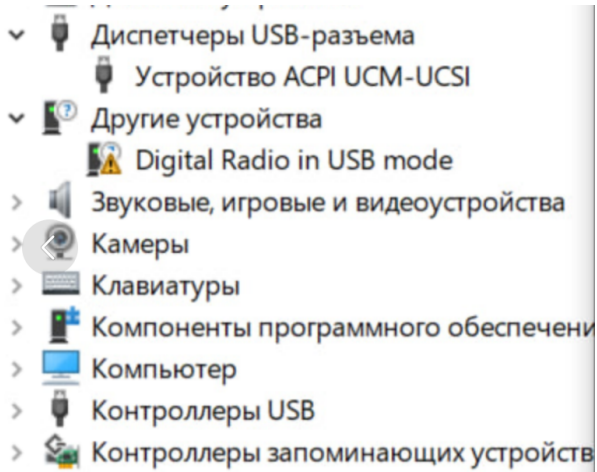 Диспетчеры USB-разъема
Устройство ACPI UCM-UCSI
Другие устройства
Digital Radio in USB mode
Звуковые, игровые и видеоустройства
Камеры
Клавиатуры
Компоненты программного обеспечени
Компьютер
Контроллеры USB
Контроллеры запоминающих устройств